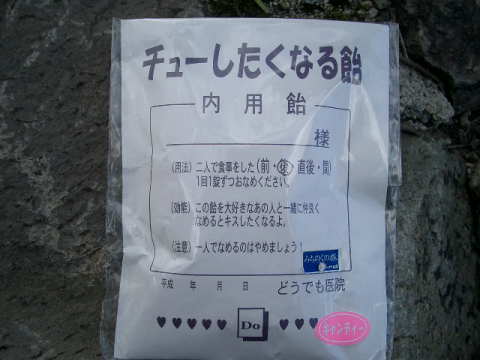 チューしたくなる飴
内用飴
様
(用法) 二人で食事をした(前・後・直後・間)
1回1錠ずつおなめください。
(効能) この飴を大好きなあの人と一緒に仲良く
なめるとキスしたくなるよ。
(注意) 一人でなめるのはやめましょう!
平成 年 月 日 どうでも医院
♥♥♥♥♥ Do ♥♥♥
キャンディー